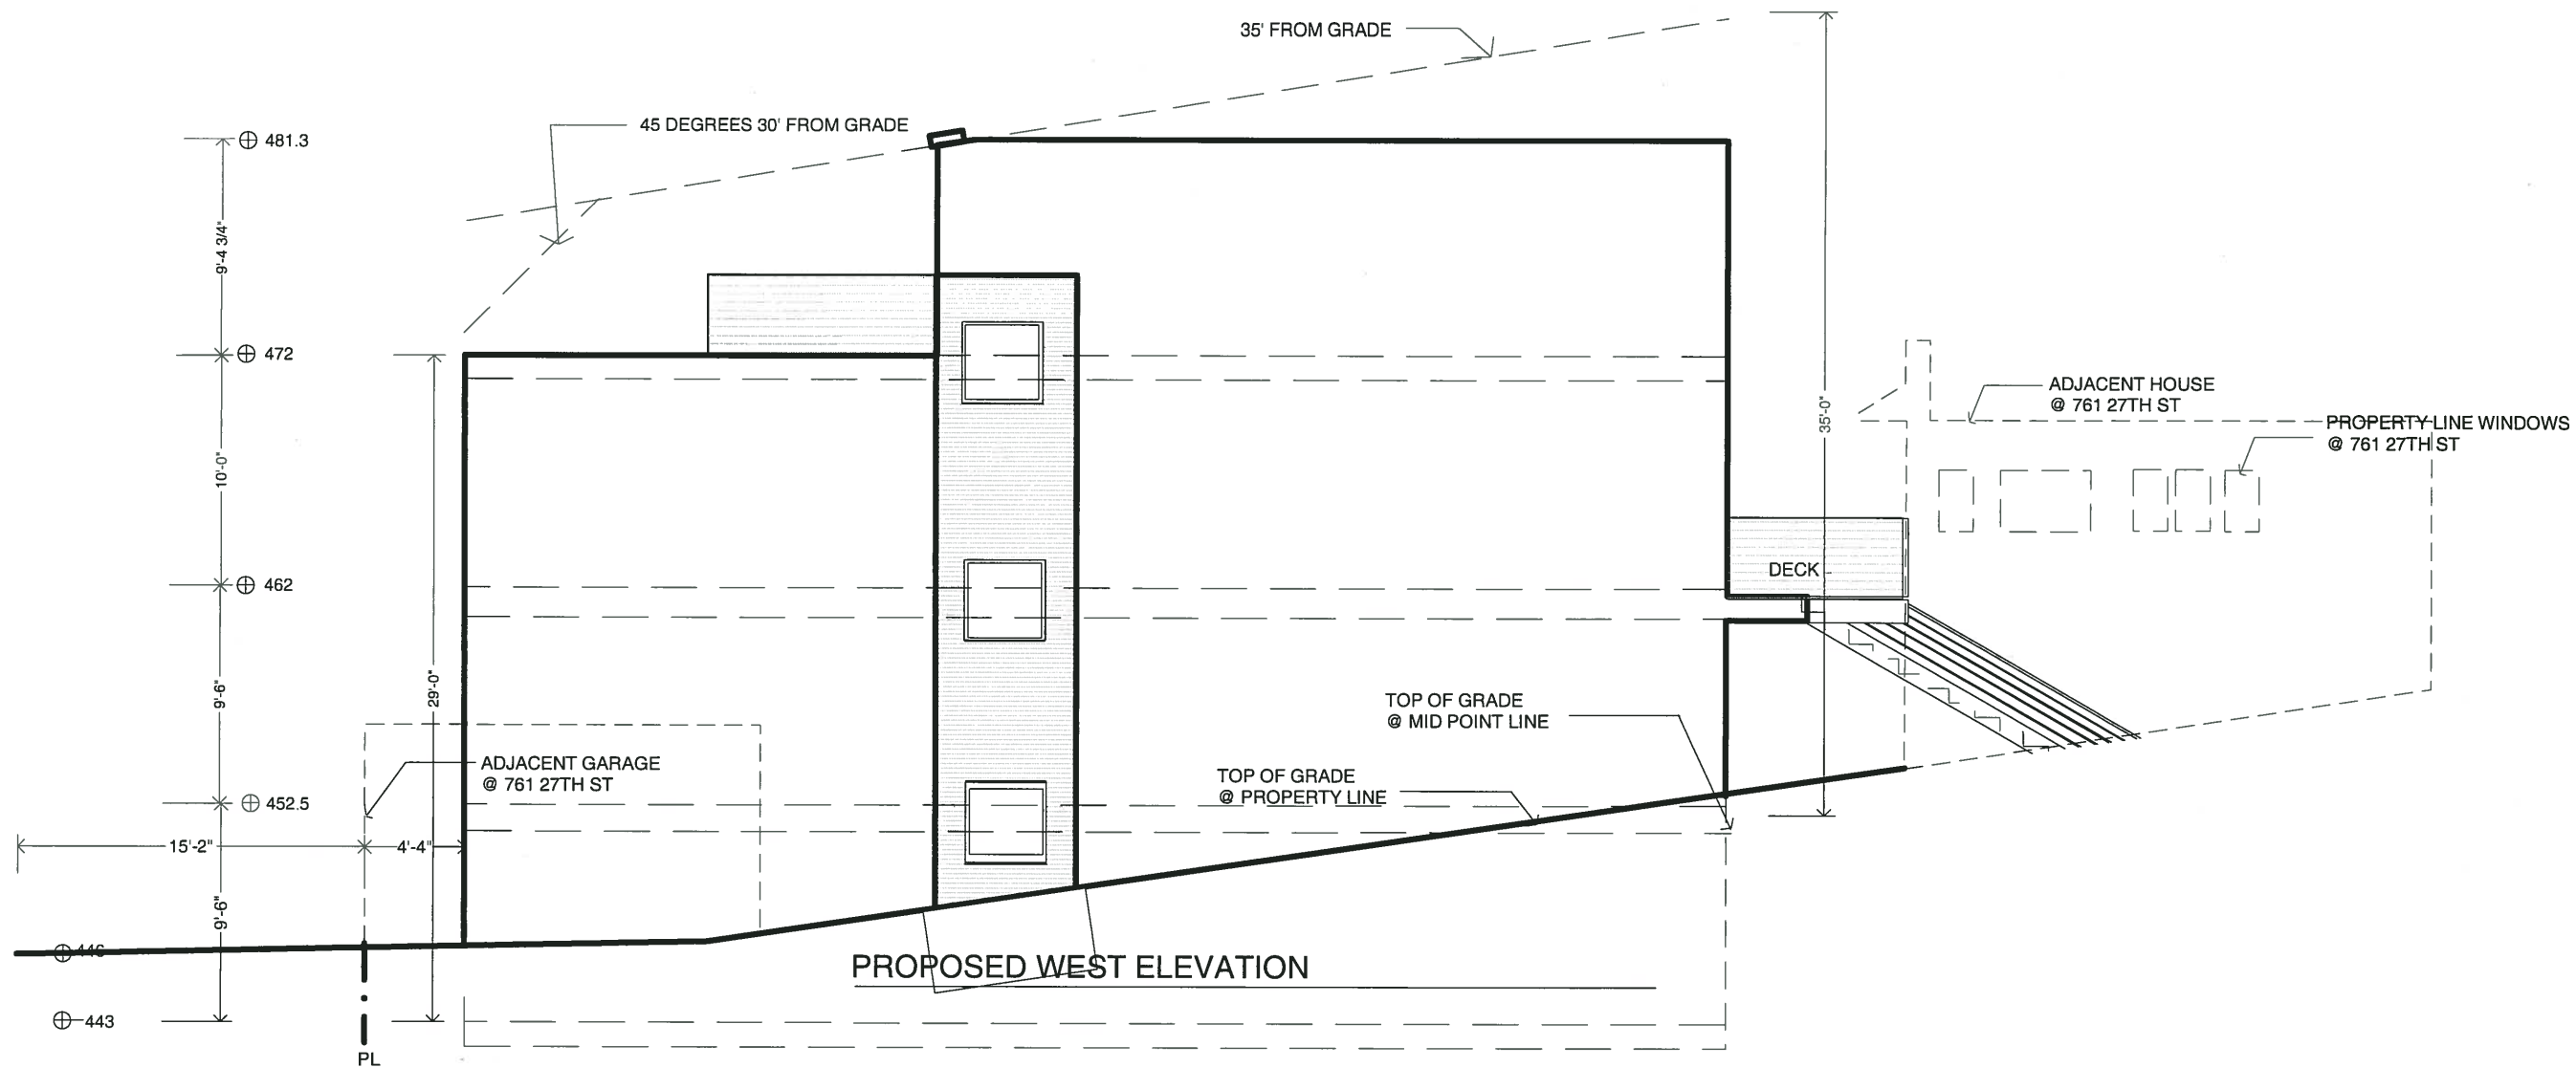 35' FROM GRADE
45 DEGREES 30' FROM GRADE
481.3
9'-4 3/4"
472
10'-0"
462
9'-6"
452.5
9'-6"
446
443
29'-0"
15'-2"
4'-4"
PL
ADJACENT GARAGE
@ 761 27TH ST
PROPOSED WEST ELEVATION
TOP OF GRADE
@ PROPERTY LINE
TOP OF GRADE
@ MID POINT LINE
35'-0"
DECK
ADJACENT HOUSE
@ 761 27TH ST
PROPERTY LINE WINDOWS
@ 761 27TH ST